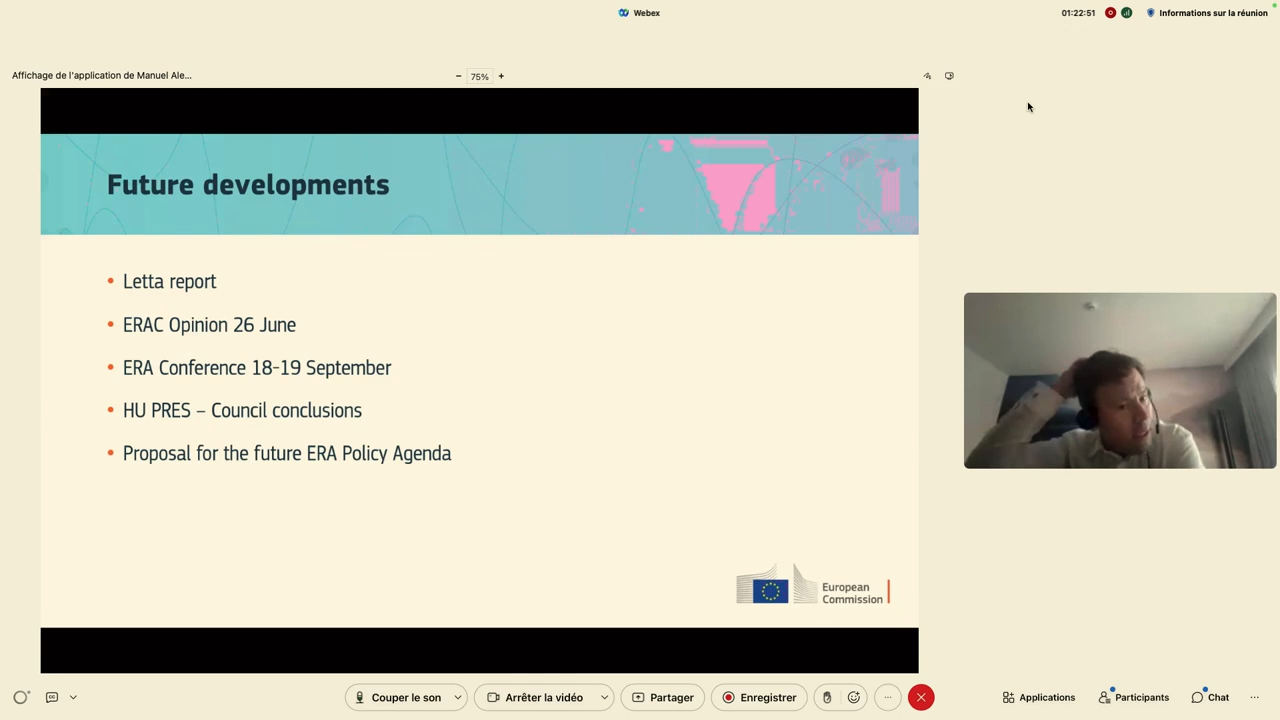 Webex
01:22:51
Informations sur la réunion
Affichage de l'application de Manuel Ale...
75%
Future developments
• Letta report
• ERAC Opinion 26 June
• ERA Conference 18-19 September
• HU PRES – Council conclusions
• Proposal for the future ERA Policy Agenda
European
Commission
Couper le son
Arrêter la vidéo
Partager
Enregistrer
Applications
Participants
Chat